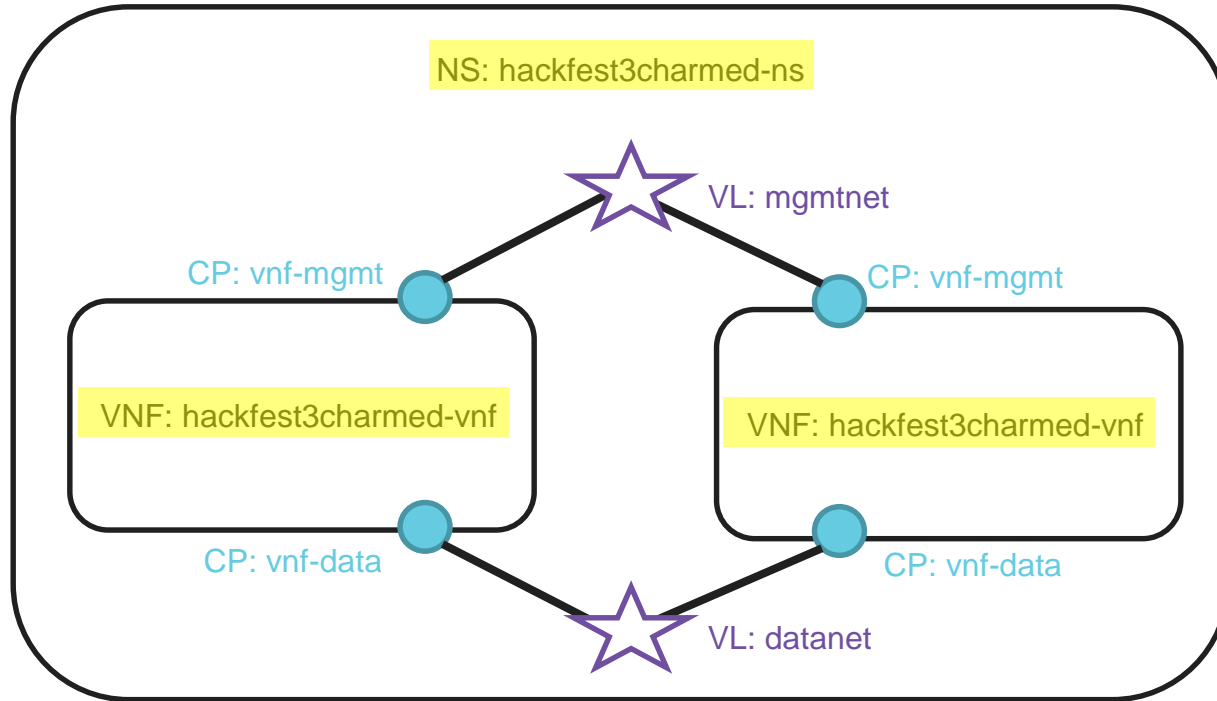 NS: hackfest3charmed-ns
VL: mgmtnet
CP: vnf-mgmt
CP: vnf-mgmt
VNF: hackfest3charmed-vnf
VNF: hackfest3charmed-vnf
CP: vnf-data
CP: vnf-data
VL: datanet